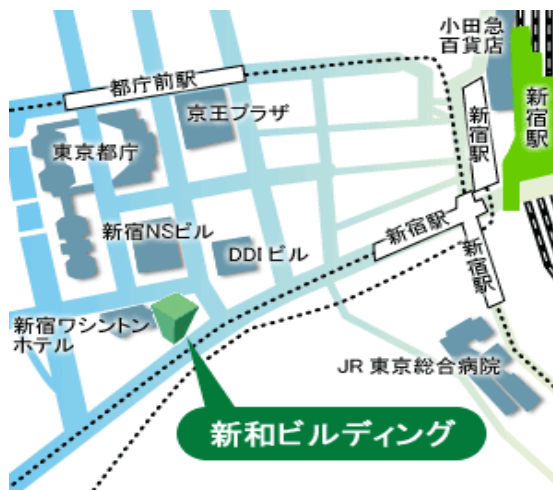 小田急
百貨店
都庁前駅
京王プラザ
新宿駅
新宿駅
東京都庁
新宿NSビル
DDIビル
新宿駅
新宿駅
新宿ワシントン
ホテル
JR 東京総合病院
新和ビルディング